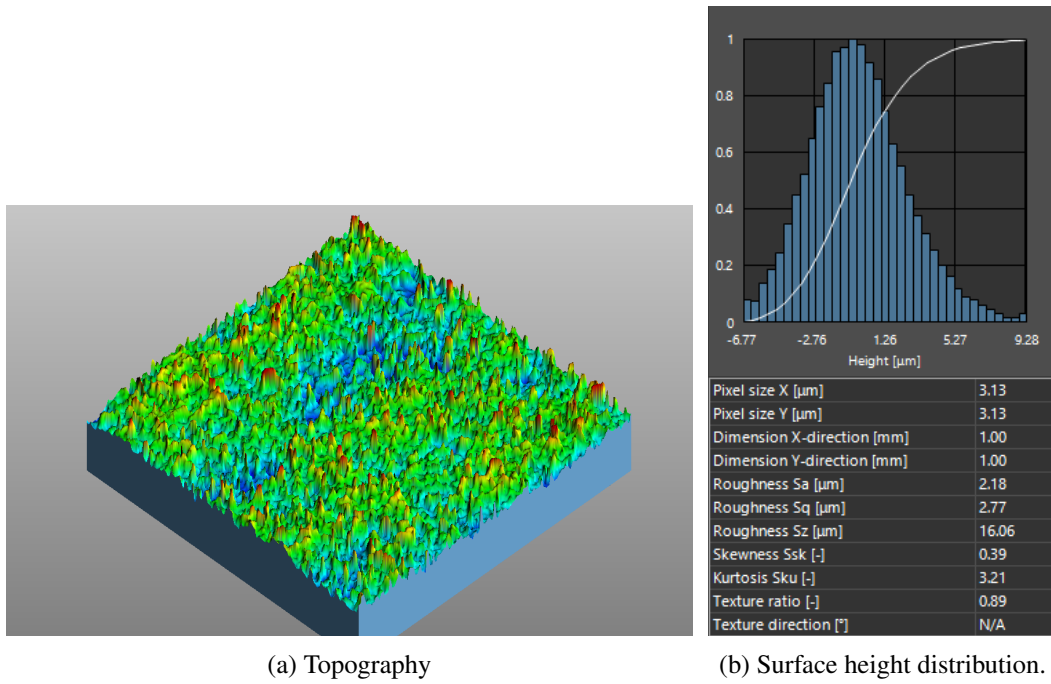 1
0.8
0.6
0.4
0.2
0
-6.77 -2.76 1.26 5.27 9.28
Height [µm]
Pixel size X [µm] 3.13
Pixel size Y [µm] 3.13
Dimension X-direction [mm] 1.00
Dimension Y-direction [mm] 1.00
Roughness Sa [µm] 2.18
Roughness Sq [µm] 2.77
Roughness Sz [µm] 16.06
Skewness Ssk [-] 0.39
Kurtosis Sku [-] 3.21
Texture ratio [-] 0.89
Texture direction [°] N/A
(a) Topography
(b) Surface height distribution.